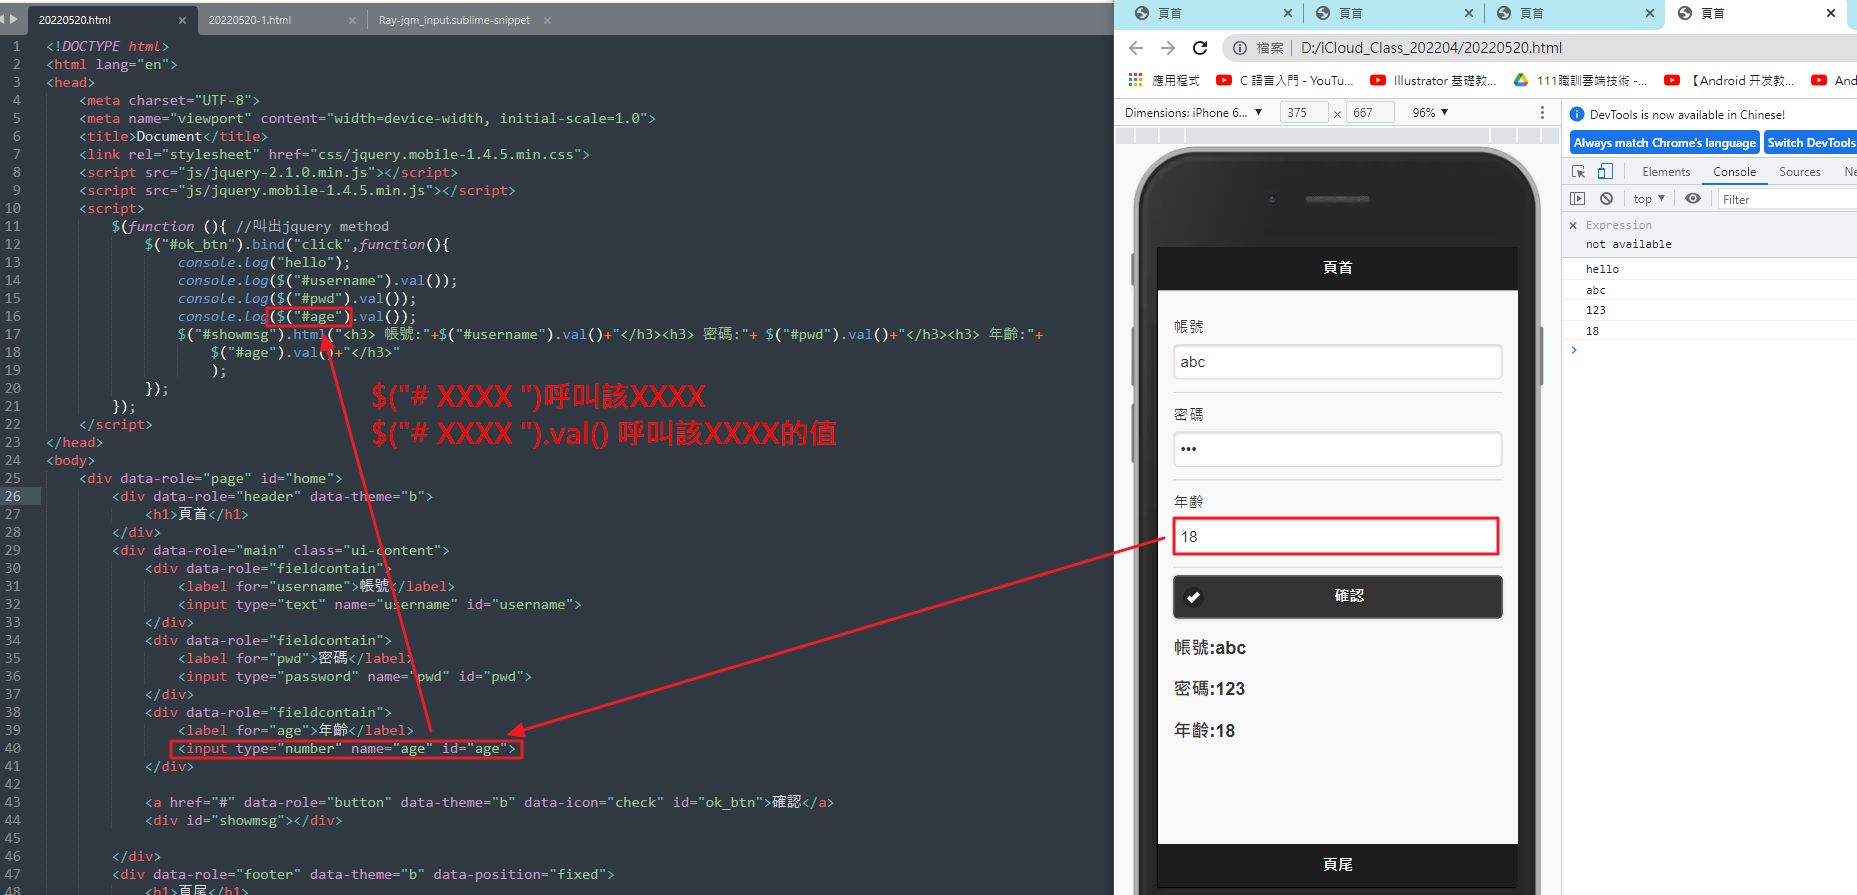 20220520.html
20220520-1.html
Ray-jqm_input.sublime-snippet
1 <!DOCTYPE html>
2 <html lang="en">
3 <head>
4 <meta charset="UTF-8">
5 <meta name="viewport" content="width=device-width, initial-scale=1.0">
6 <title>Document</title>
7 <link rel="stylesheet" href="css/jquery.mobile-1.4.5.min.css">
8 <script src="js/jquery-2.1.0.min.js"></script>
9 <script src="js/jquery.mobile-1.4.5.min.js"></script>
10 <script>
11 $(function (){ //叫出jquery method
12 $("#ok_btn").bind("click",function(){
13 console.log("hello");
14 console.log($("#username").val());
15 console.log($("#pwd").val());
16 console.log($("#age").val());
17 $("#showmsg").html("<h3> 帳號:"+$("#username").val()+"</h3><h3> 密碼:"+ $("#pwd").val()+"</h3><h3> 年齡:"+
18 $("#age").val()+"</h3>"
19 );
20 });
21 });
22 </script>
23 </head>
24 <body>
25 <div data-role="page" id="home">
26 <div data-role="header" data-theme="b">
27 <h1>頁首</h1>
28 </div>
29 <div data-role="main" class="ui-content">
30 <div data-role="fieldcontain">
31 <label for="username">帳號</label>
32 <input type="text" name="username" id="username">
33 </div>
34 <div data-role="fieldcontain">
35 <label for="pwd">密碼</label>
36 <input type="password" name="pwd" id="pwd">
37 </div>
38 <div data-role="fieldcontain">
39 <label for="age">年齡</label>
40 <input type="number" name="age" id="age">
41 </div>
42
43 <a href="#" data-role="button" data-theme="b" data-icon="check" id="ok_btn">確認</a>
44 <div id="showmsg"></div>
45
46 </div>
47 <div data-role="footer" data-theme="b" data-position="fixed">
48 <h1>頁尾</h1>
$("# XXXX ")呼叫該XXXX
$("# XXXX ").val() 呼叫該XXXX的值
頁首
頁首
頁首
頁首
檔案 | D:/iCloud_Class_202204/20220520.html
應用程式
C 語言入門 - YouTu...
Illustrator 基礎教...
111職訓雲端技術 -...
【Android 开发教...
And
Dimensions: iPhone 6... ▼ 375 × 667 96% ▼
頁首
帳號
abc
密碼
•••
年齡
18
確認
帳號:abc
密碼:123
年齡:18
頁尾
DevTools is now available in Chinese!
Always match Chrome's language
Switch DevTools
Elements
Console
Sources
Ne
top ▼
Filter
Expression
not available
hello
abc
123
18